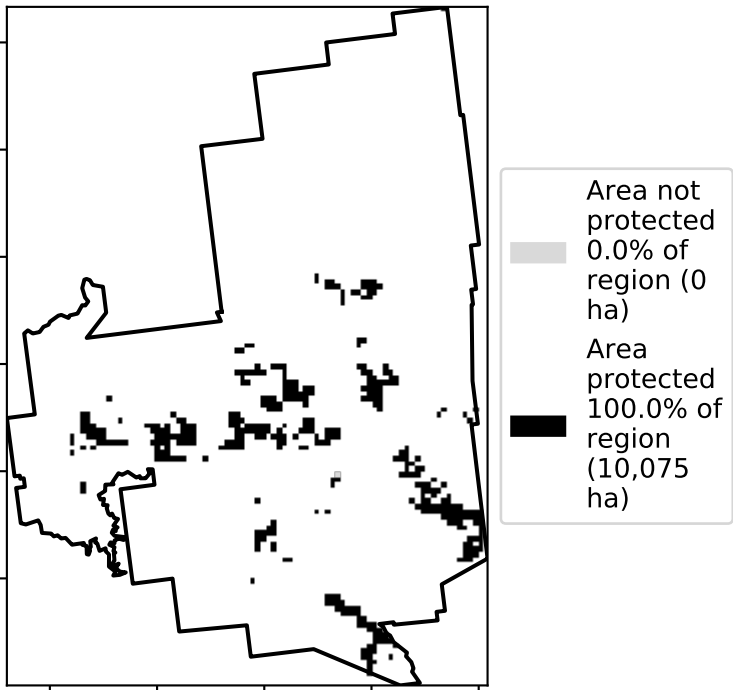 Area not
protected
0.0% of
region (0
ha)
Area
protected
100.0% of
region
(10,075
ha)